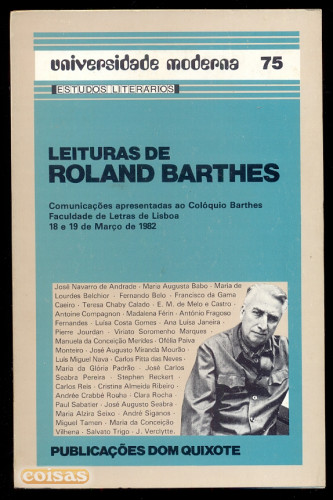 universidade moderna 75
ESTUDOS LITERÁRIOS
LEITURAS DE
ROLAND BARTHES
Comunicações apresentadas ao Colóquio Barthes
Faculdade de Letras de Lisboa
18 e 19 de Março de 1982
José Navarro de Andrade - Maria Augusta Babo - Maria de
Lourdes Belchior - Fernando Belo - Francisco da Gama
Caeiro - Teresa Chaby Calado - E. M. de Melo e Castro -
Antoine Compagnon - Madalena Férin - António Fragoso
Fernandes - Luísa Costa Gomes - Ana Luísa Janeira -
Pierre Jourdan - Viriato Soromenho Marques -
Manuela da Conceição Mendes - Ofélia Paiva
Monteiro - José Augusto Miranda Mourão -
Luís Miguel Nava - Carlos Pitta das Neves -
Maria da Glória Padrão - José Carlos
Seabra Pereira - Stephen Reckert -
Carlos Reis - Cristina Almeida Ribeiro -
Andrée Crabbé Rocha - Clara Rocha -
Paul Sabatier - José Augusto Seabra -
Maria Alzira Seixo - André Siganos -
Miguel Tamen - Maria da Conceição
Vilhena - Salvato Trigo - J. Verdytte.
PUBLICAÇÕES DOM QUIXOTE
coisas